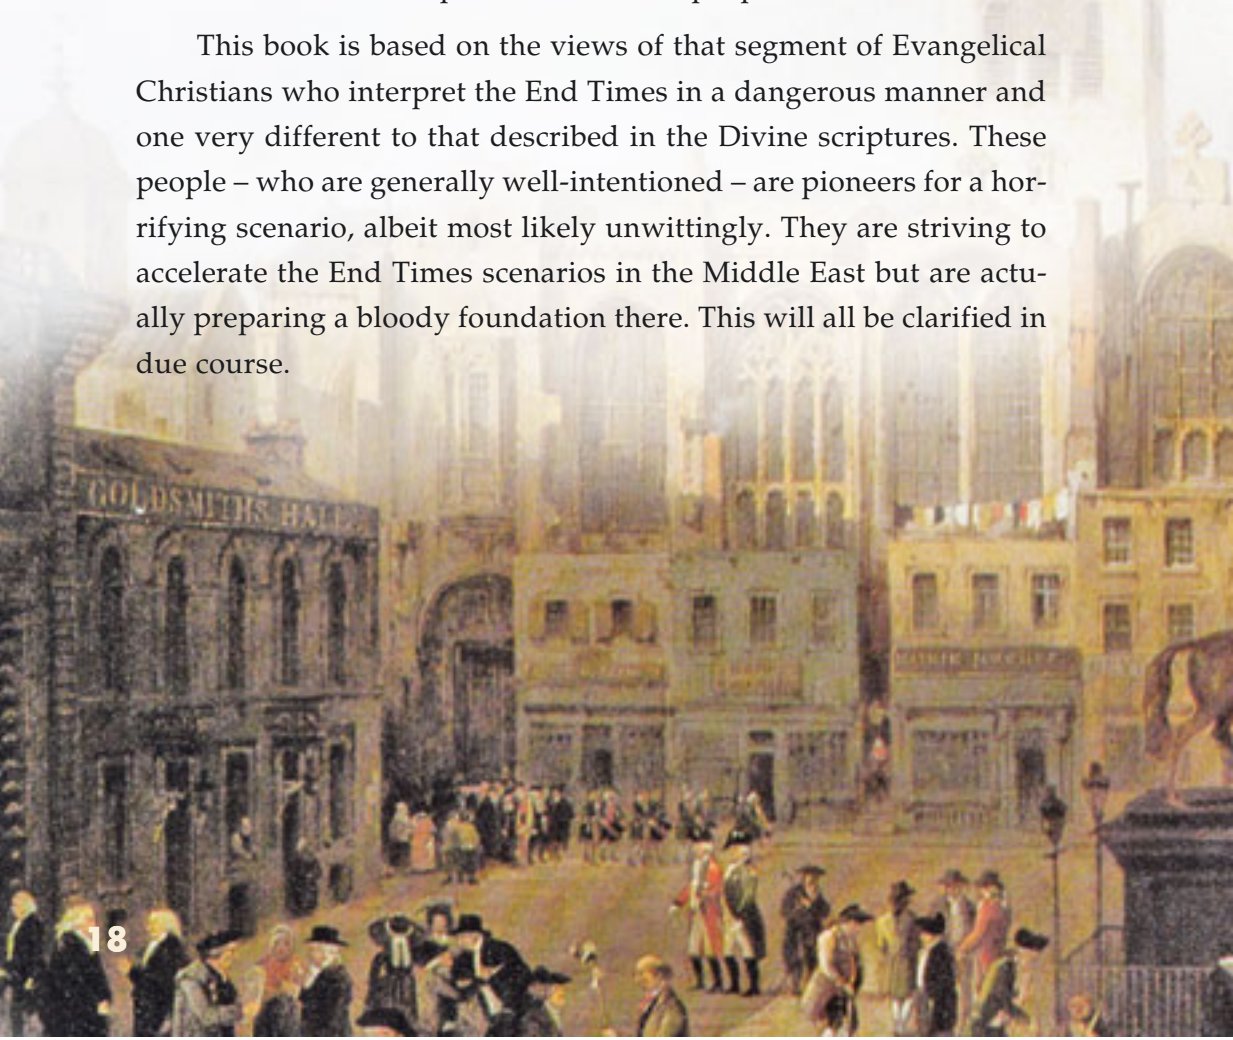 This book is based on the views of that segment of Evangelical
Christians who interpret the End Times in a dangerous manner and
one very different to that described in the Divine scriptures. These
people – who are generally well-intentioned – are pioneers for a hor-
rifying scenario, albeit most likely unwittingly. They are striving to
accelerate the End Times scenarios in the Middle East but are actu-
ally preparing a bloody foundation there. This will all be clarified in
due course.
GOLDSMITHS HALL
18